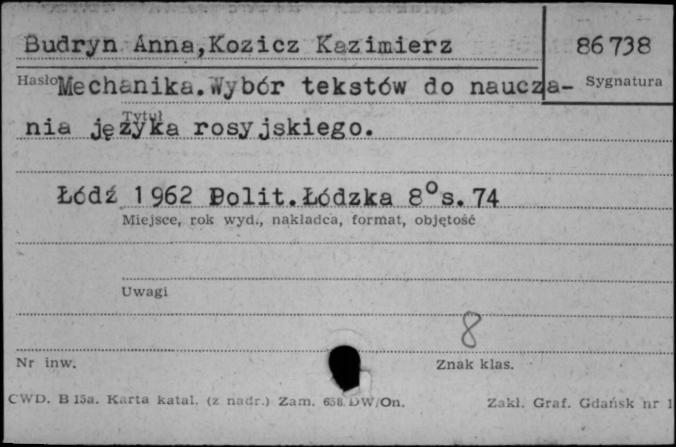 Budryn Anna,Kozicz Kazimierz
86738
Hasło
Mechanika.Wybór tekstów do naucza-
Sygnatura
Tytuł
nia języka rosyjskiego.
Łódź 1962 Polit.Łódzka 8°s.74
Miejsce, rok wyd., nakładca, format, objętość
Uwagi
8
Nr inw.
Znak klas.
CWD. B 15a. Karta katal. (z nadr.) Zam. 658. DW/On.
Zakł. Graf. Gdańsk nr 1